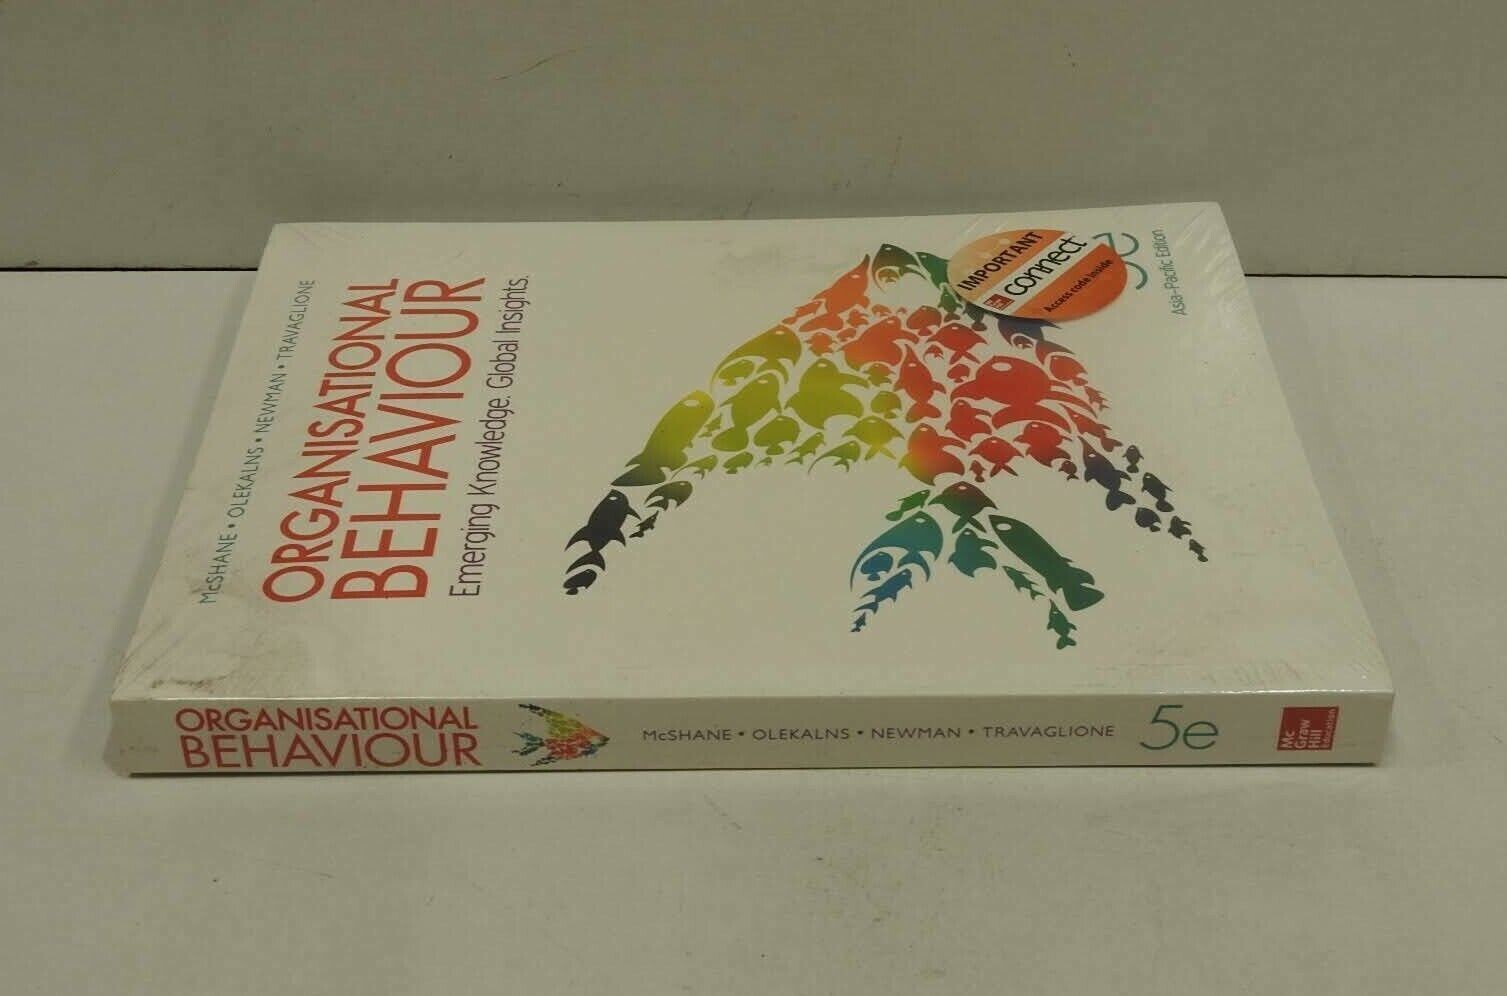 McSHANE • OLEKALNS • NEWMAN • TRAVAGLIONE
ORGANISATIONAL
BEHAVIOUR
Emerging Knowledge. Global Insights.
IMPORTANT
connect
Access code inside
Asia-Pacific Edition
ORGANISATIONAL
BEHAVIOUR
McSHANE • OLEKALNS • NEWMAN • TRAVAGLIONE
5e
Mc
Graw
Hill
Education